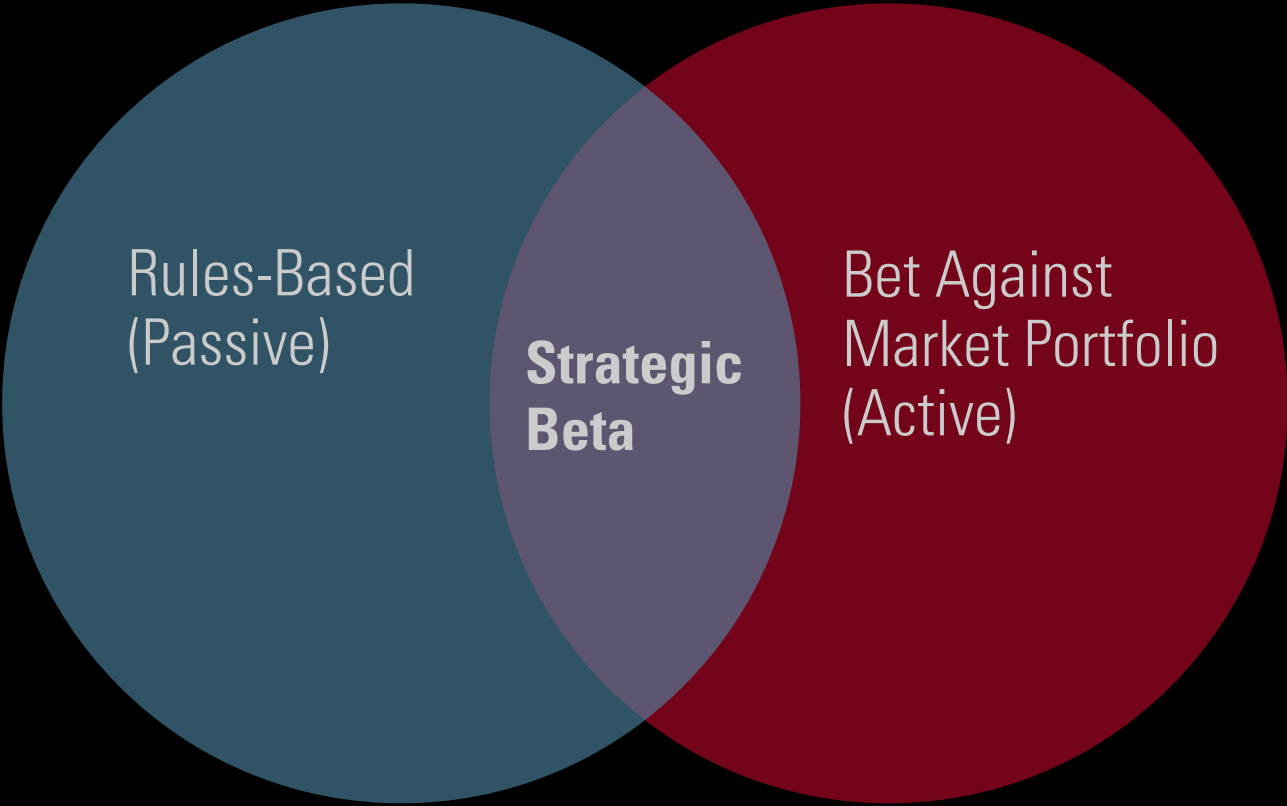 Rules-Based
(Passive)
Strategic
Beta
Bet Against
Market Portfolio
(Active)